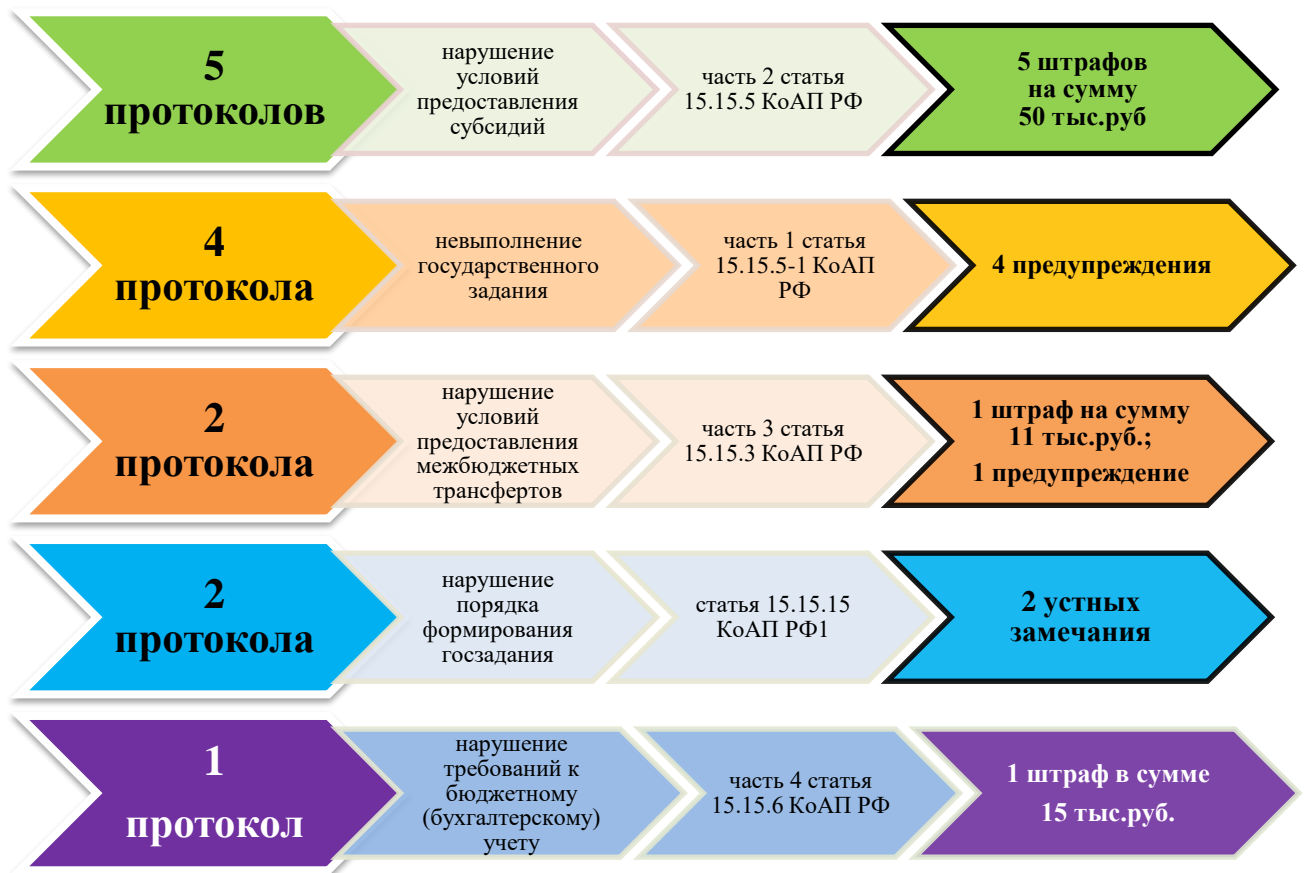 5
протоколов
нарушение
условий
предоставления
субсидий
часть 2 статья
15.15.5 КоАП РФ
5 штрафов
на сумму
50 тыс.руб
4
протокола
невыполнение
государственного
задания
часть 1 статья
15.15.5-1 КоАП
РФ
4 предупреждения
2
протокола
нарушение
условий
предоставления
межбюджетных
трансфертов
часть 3 статья
15.15.3 КоАП РФ
1 штраф на сумму
11 тыс.руб.;
1 предупреждение
2
протокола
нарушение
порядка
формирования
госзадания
статья 15.15.15
КоАП РФ1
2 устных
замечания
1
протокол
нарушение
требований к
бюджетному
(бухгалтерскому)
учету
часть 4 статья
15.15.6 КоАП РФ
1 штраф в сумме
15 тыс.руб.